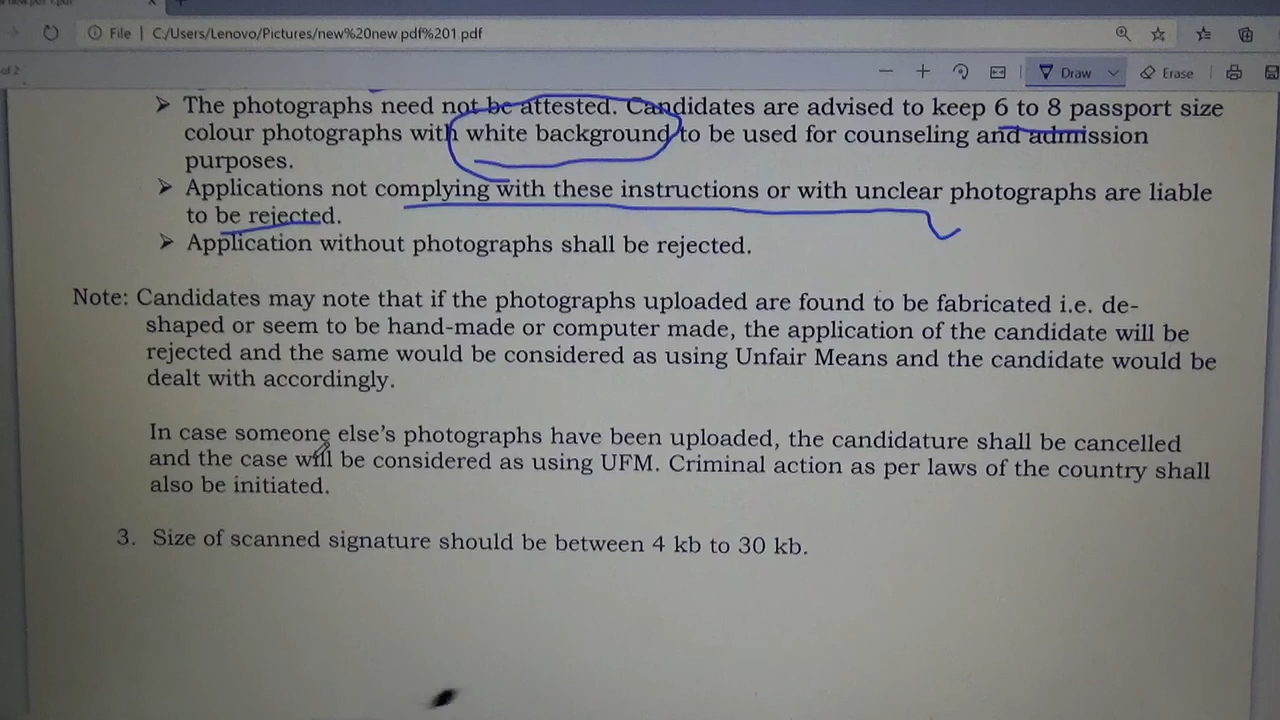 File | C:/Users/Lenovo/Pictures/new%20new.pdf%201.pdf
of 2
Draw
Erase
➢ The photographs need not be attested. Candidates are advised to keep 6 to 8 passport size
colour photographs with white background to be used for counseling and admission
purposes.
➢ Applications not complying with these instructions or with unclear photographs are liable
to be rejected.
➢ Application without photographs shall be rejected.
Note: Candidates may note that if the photographs uploaded are found to be fabricated i.e. de-
shaped or seem to be hand-made or computer made, the application of the candidate will be
rejected and the same would be considered as using Unfair Means and the candidate would be
dealt with accordingly.
In case someone else's photographs have been uploaded, the candidature shall be cancelled
and the case will be considered as using UFM. Criminal action as per laws of the country shall
also be initiated.
3. Size of scanned signature should be between 4 kb to 30 kb.